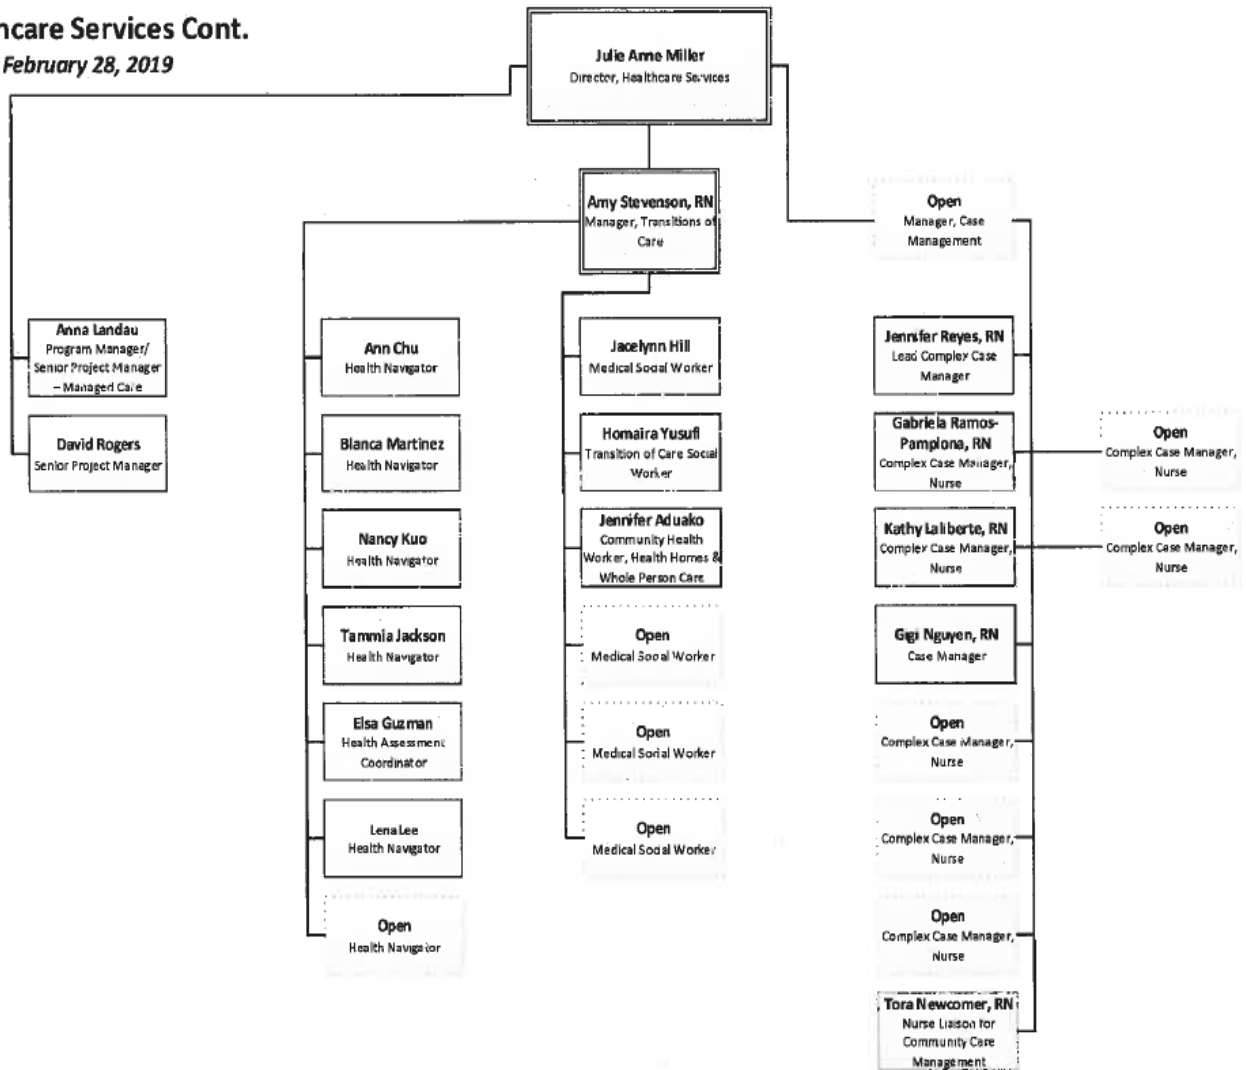 ncare Services Cont.
February 28, 2019
Julie Anne Miller
Director, Healthcare Services
Amy Stevenson, RN
Manager, Transitions of
Care
Open
Manager, Case
Management
Anna Landau
Program Manager/
Senior Project Manager
– Managed Care
David Rogers
Senior Project Manager
Ann Chu
Health Navigator
Blanca Martinez
Health Navigator
Nancy Kuo
Health Navigator
Tammia Jackson
Health Navigator
Elsa Guzman
Health Assessment
Coordinator
Lena Lee
Health Navigator
Open
Health Navigator
Jacelynn Hill
Medical Social Worker
Homaira Yusufi
Transition of Care Social
Worker
Jennifer Aduako
Community Health
Worker, Health Homes &
Whole Person Care
Open
Medical Social Worker
Open
Medical Social Worker
Open
Medical Social Worker
Jennifer Reyes, RN
Lead Complex Case
Manager
Gabriela Ramos-
Pamplona, RN
Complex Case Manager,
Nurse
Kathy Laliberte, RN
Complex Case Manager,
Nurse
Gigi Nguyen, RN
Case Manager
Open
Complex Case Manager,
Nurse
Open
Complex Case Manager,
Nurse
Open
Complex Case Manager,
Nurse
Tora Newcomer, RN
Nurse Liaison for
Community Care
Management
Open
Complex Case Manager,
Nurse
Open
Complex Case Manager,
Nurse